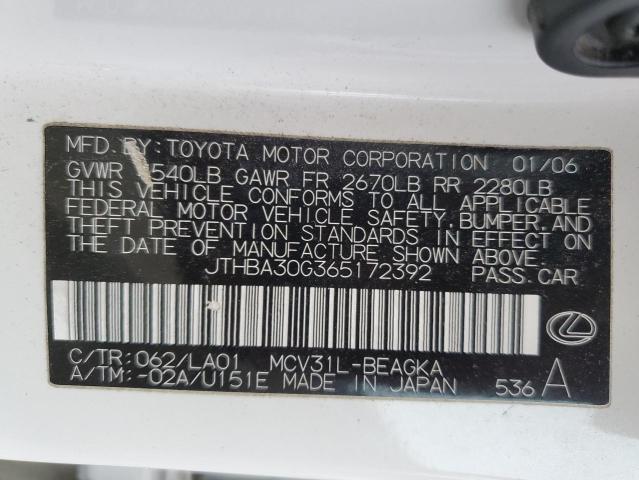 MFD. BY: TOYOTA MOTOR CORPORATION 01/06
GVWR 540LB GAWR FR 2670LB RR 2280LB
THIS VEHICLE CONFORMS TO ALL APPLICABLE
FEDERAL MOTOR VEHICLE SAFETY, BUMPER, AND
THEFT PREVENTION STANDARDS IN EFFECT ON
THE DATE OF MANUFACTURE SHOWN ABOVE.
JTHBA30G365172392 PASS. CAR
C/TR: 062/LA01 MCV31L-BEAGKA
A/TM: -02A/U151E MADE IN JAPAN 536 A